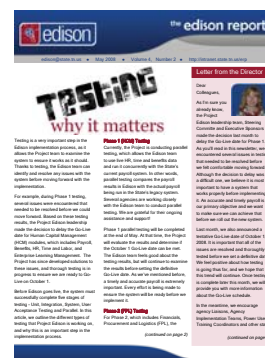 edison
the edison report
edison@state.tn.us • May 2008 • Volume 4, Number 2 • http://intranet.state.tn.us/erp
Letter from the Director
TESTING
why it matters
Testing is a very important step in the
Edison implementation process, as it
allows the Project team to examine the
system to ensure it works as it should.
Thanks to testing, the Edison team can
identify and resolve any issues with the
system before moving forward with the
implementation.
For example, during Phase 1 testing,
several issues were encountered that
needed to be resolved before we could
move forward. Based on these testing
results, the Project Edison leadership
made the decision to delay the Go-Live
date for Human Capital Management
(HCM) modules, which includes Payroll,
Benefits, HR, Time and Labor, and
Enterprise Learning Management. The
Project has since developed solutions to
these issues, and thorough testing is in
progress to ensure we are ready to Go-
Live on October 1.
Before Edison goes live, the system must
successfully complete five stages of
testing - Unit, Integration, System, User
Acceptance Testing and Parallel. In this
article, we outline the different types of
testing that Project Edison is working on,
and why this is an important step in the
implementation process.
Phase 1 (HCM) Testing
Currently, the Project is conducting parallel
testing, which allows the Edison team
to use live HR, time and benefits data
and run it concurrently with the State's
current payroll system. In other words,
parallel testing compares the payroll
results in Edison with the actual payroll
being run in the State's legacy system.
Several agencies are working closely
with the Edison team to conduct parallel
testing. We are grateful for their ongoing
assistance and support!
Phase 1 parallel testing will be completed
at the end of May. At that time, the Project
will evaluate the results and determine if
the October 1 Go-Live date can be met.
The Edison team feels good about the
testing results, but will continue to examine
the results before setting the definitive
Go-Live date. As we've mentioned before,
a timely and accurate payroll is extremely
important. Every effort is being made to
ensure the system will be ready before we
implement it.
Phase 2 (FPL) Testing
For Phase 2, which includes Financials,
Procurement and Logistics (FPL), the
(continued on page 2)
Dear
Colleagues,
As I'm sure you
already know,
the Project
Edison leadership team, Steering
Committee and Executive Sponsors
made the decision last month to
delay the Go-Live date for Phase 1.
As you'll read in this newsletter, we
encountered several issues in testing
that needed to be resolved before
we felt comfortable moving forward.
Although the decision to delay was
a difficult one, we believe it is most
important to have a system that
works properly before implementing
it. An accurate and timely payroll is
our primary objective and we want
to make sure we can achieve that
before we roll out the new system.
Last month, we also announced a
tentative Go-Live date of October 1,
2008. It is important that all of the
issues are resolved and thoroughly
tested before we set a definitive date.
We feel positive about how testing
is going thus far, and we hope that
this trend will continue. Once testing
is complete later this month, we will
provide you with more information
about the Go-Live schedule.
In the meantime, we encourage
agency Liaisons, Agency
Implementation Teams, Power Users,
Training Coordinators and other state
(continued on page